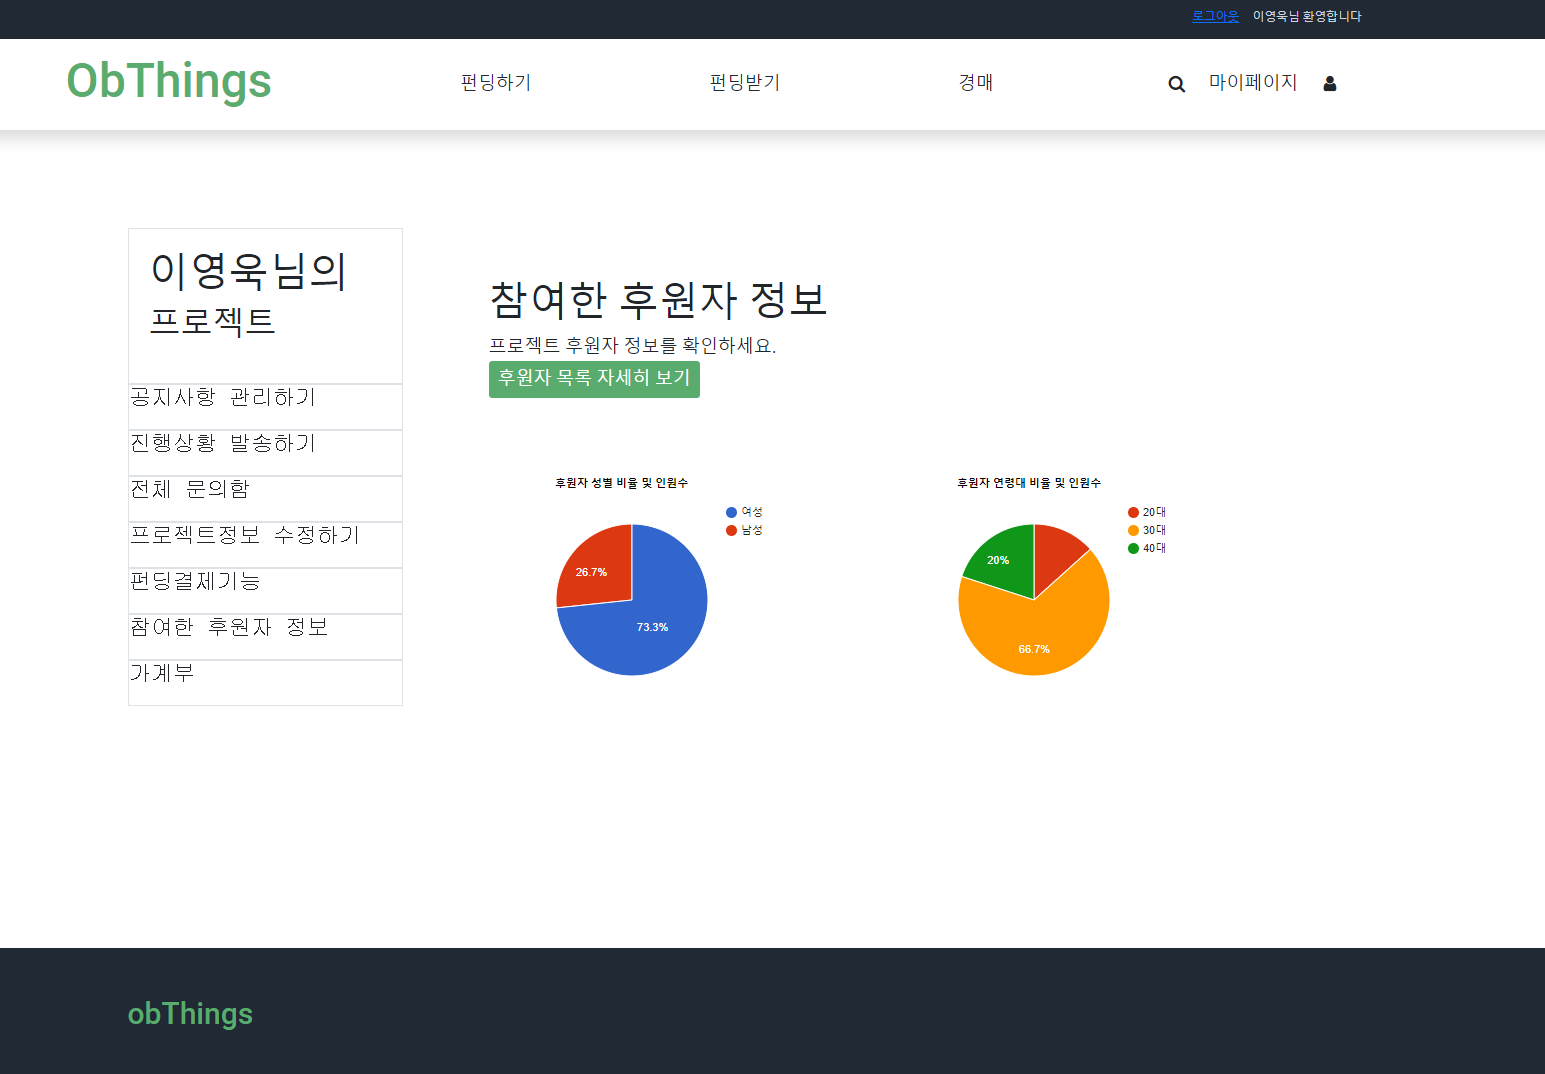 로그아웃 이영욱님 환영합니다
ObThings 펀딩하기 펀딩받기 경매 마이페이지
이영욱님의
프로젝트
공지사항 관리하기
진행상황 발송하기
전체 문의함
프로젝트정보 수정하기
펀딩결제기능
참여한 후원자 정보
가계부
참여한 후원자 정보
프로젝트 후원자 정보를 확인하세요.
후원자 목록 자세히 보기
후원자 성별 비율 및 인원수
여성
남성
26.7%
73.3%
후원자 연령대 비율 및 인원수
20대
30대
40대
20%
66.7%
obThings